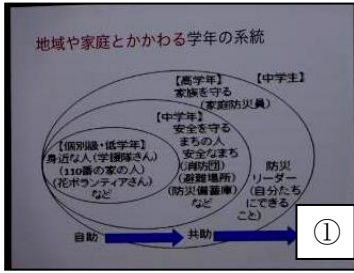 地域や家庭とかかわる学年の系統
【高学年】
家族を守る
(家庭防災員)
【中学生】
【中学年】
安全を守る
まちの人
安全なまち
(消防団)
(避難場所)
(防災備蓄庫)
など
【個別級・低学年】
身近な人(学援隊さん)
(110番の家の人)
(花ボランティアさん)
など
防災
リーダー
(自分たち
にできる
こと)
自助
共助
①